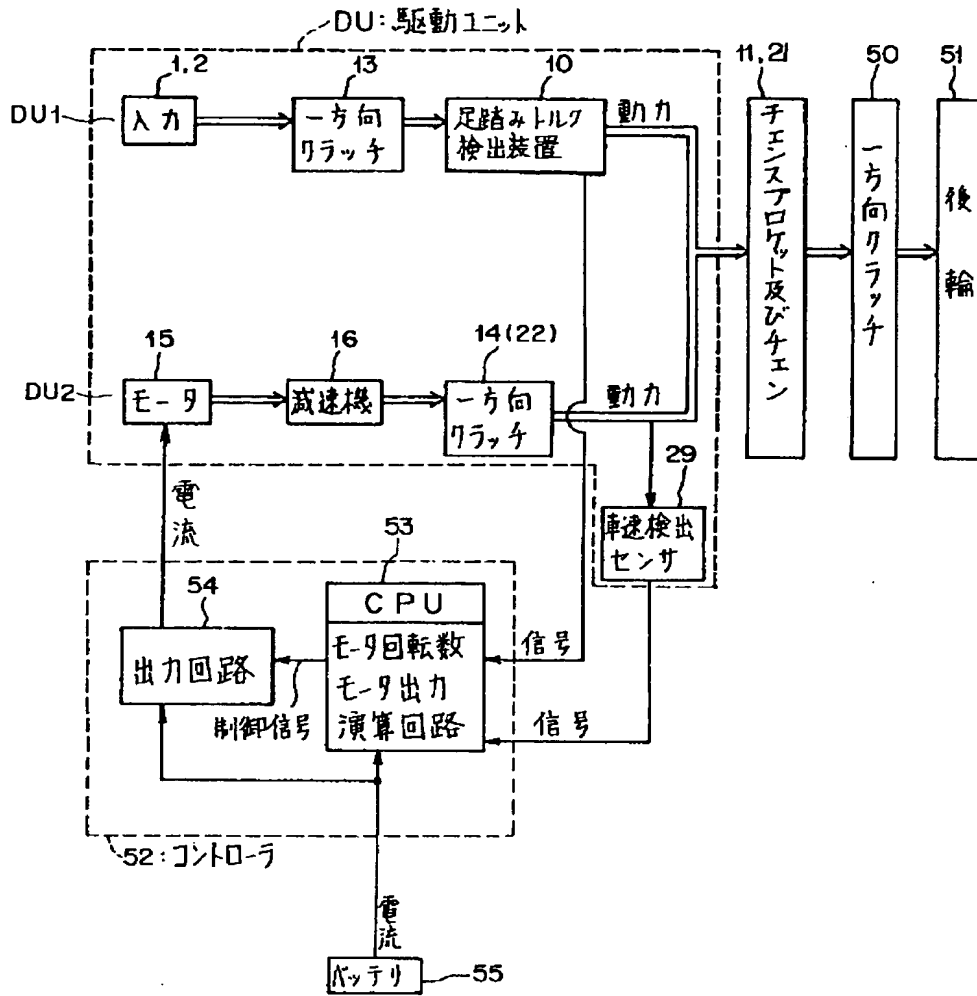 DU:駆動ユニット
1,2
13
10
11,21
50
51
DU1
入力
一方向
クラッチ
足踏みトルク
検出装置
動力
チェンスプロケット及びチェン
一方向クラッチ
後輪
15
16
14(22)
DU2
モータ
減速機
一方向
クラッチ
動力
29
車速検出
センサ
電流
53
54
CPU
出力回路
モータ回転数
モータ出力
演算回路
信号
制御信号
信号
52:コントローラ
電流
バッテリ
55